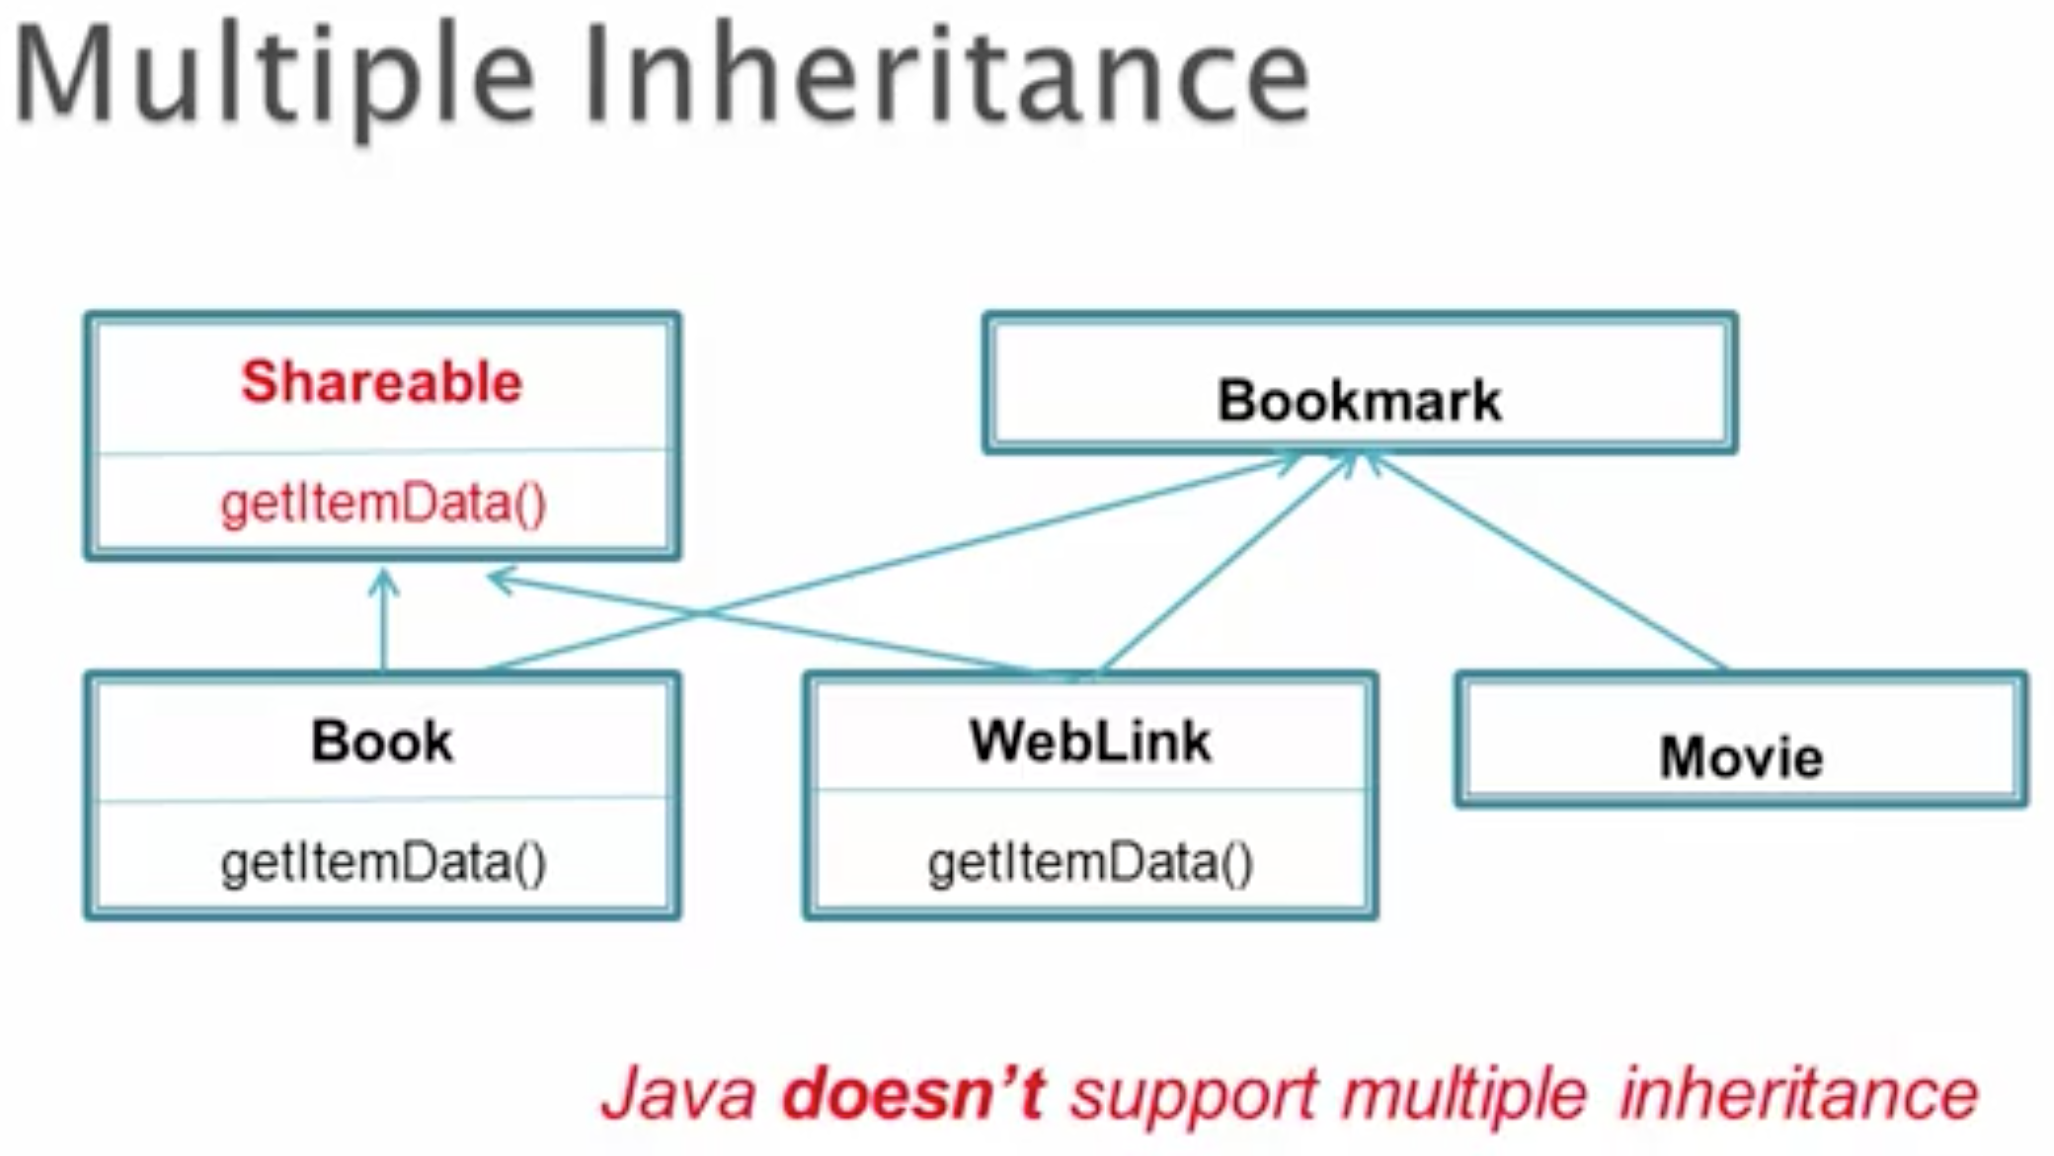 Multiple Inheritance
Shareable
getItemData()
Bookmark
Book
getItemData()
WebLink
getItemData()
Movie
Java doesn't support multiple inheritance